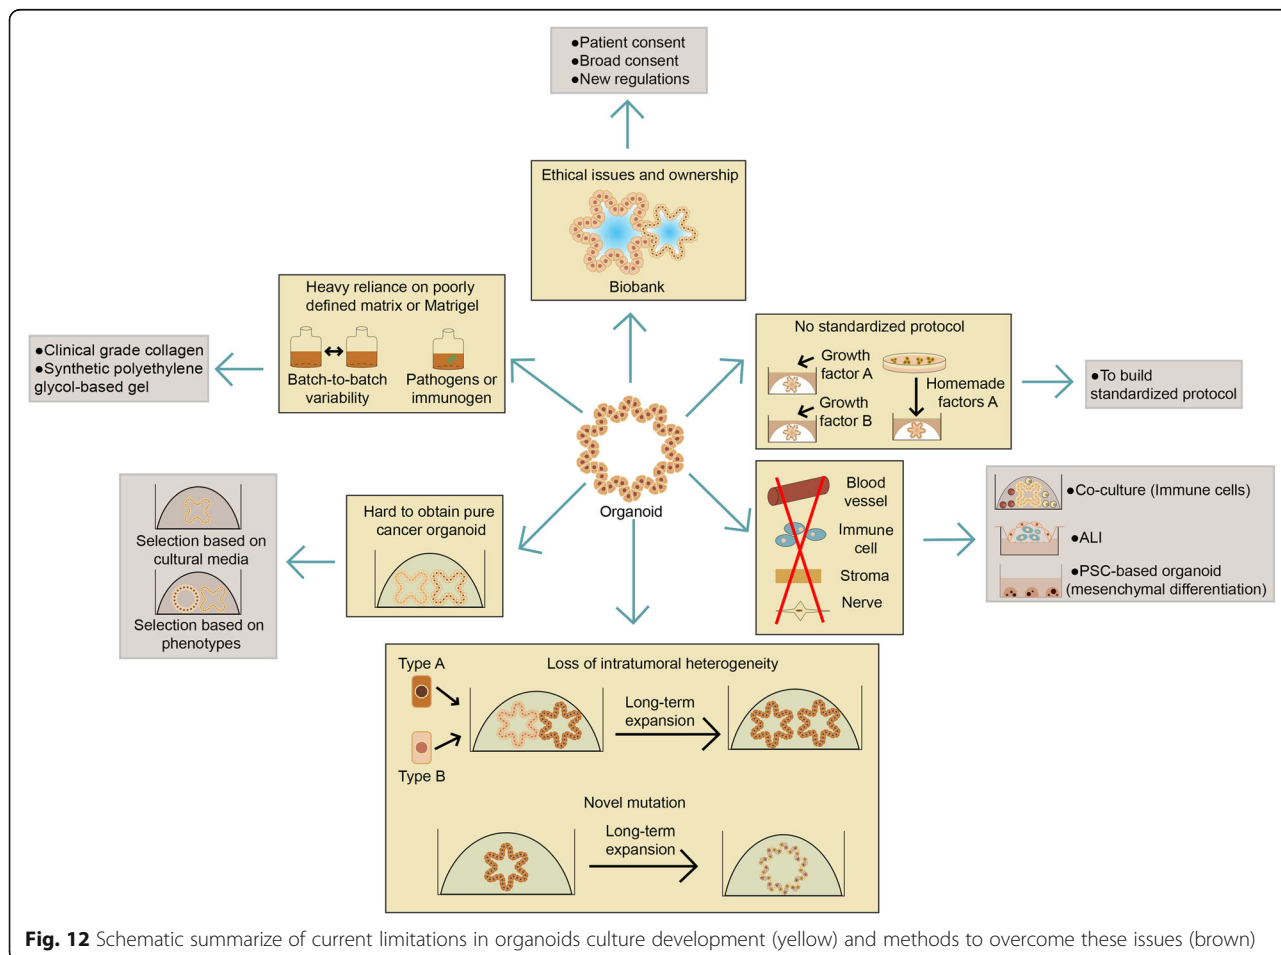 ●Patient consent
●Broad consent
●New regulations
Ethical issues and ownership
Biobank
Heavy reliance on poorly
defined matrix or Matrigel
Batch-to-batch
variability
Pathogens or
immunogen
●Clinical grade collagen
●Synthetic polyethylene
glycol-based gel
No standardized protocol
Growth
factor A
Growth
factor B
Homemade
factors A
●To build
standardized protocol
Organoid
Hard to obtain pure
cancer organoid
Selection based on
cultural media
Selection based on
phenotypes
Blood
vessel
Immune
cell
Stroma
Nerve
●Co-culture (Immune cells)
●ALI
●PSC-based organoid
(mesenchymal differentiation)
Type A
Type B
Loss of intratumoral heterogeneity
Long-term
expansion
Novel mutation
Long-term
expansion
Fig. 12 Schematic summarize of current limitations in organoids culture development (yellow) and methods to overcome these issues (brown)